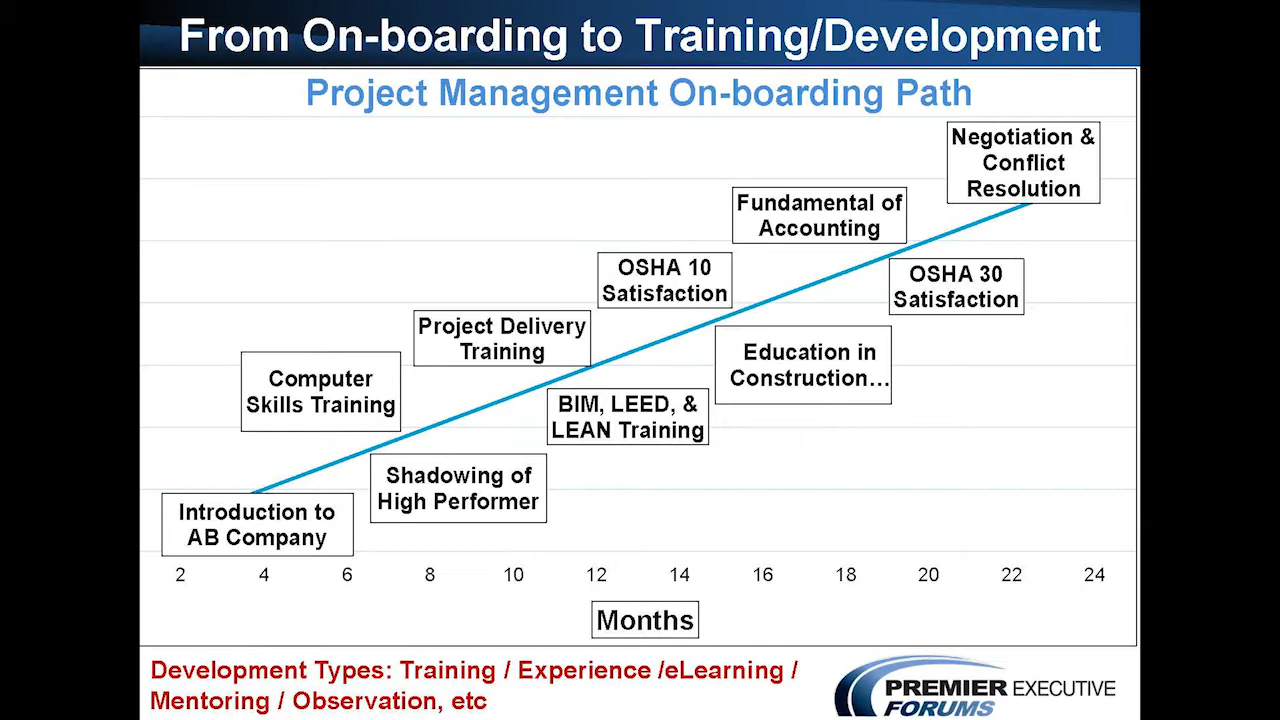 From On-boarding to Training/Development
Project Management On-boarding Path
Negotiation &
Conflict
Resolution
Fundamental of
Accounting
OSHA 10
Satisfaction
OSHA 30
Satisfaction
Project Delivery
Training
Education in
Construction…
Computer
Skills Training
BIM, LEED, &
LEAN Training
Shadowing of
High Performer
Introduction to
AB Company
2 4 6 8 10 12 14 16 18 20 22 24
Months
Development Types: Training / Experience /eLearning /
Mentoring / Observation, etc
PREMIER EXECUTIVE
FORUMS